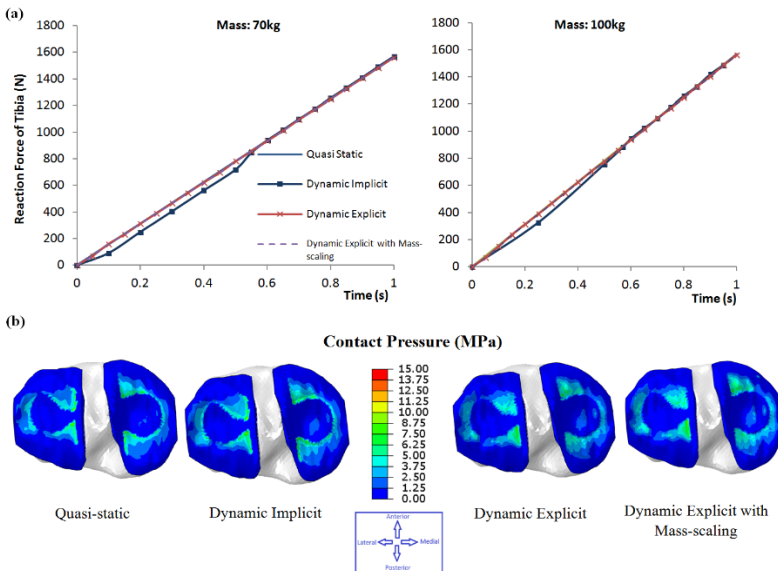 (a)
Mass: 70kg
Mass: 100kg
Reaction Force of Tibia (N)
1800
1600
1400
1200
1000
800
600
400
200
0
0
0.2
0.4
0.6
0.8
1
Time (s)
Quasi Static
Dynamic Implicit
Dynamic Explicit
Dynamic Explicit with Mass-
scaling
1800
1600
1400
1200
1000
800
600
400
200
0
0
0.2
0.4
0.6
0.8
1
Time (s)
(b)
Contact Pressure (MPa)
15.00
13.75
12.50
11.25
10.00
8.75
7.50
6.25
5.00
3.75
2.50
1.25
0.00
Quasi-static
Dynamic Implicit
Dynamic Explicit
Dynamic Explicit with
Mass-scaling
Anterior
Lateral
Medial
Posterior